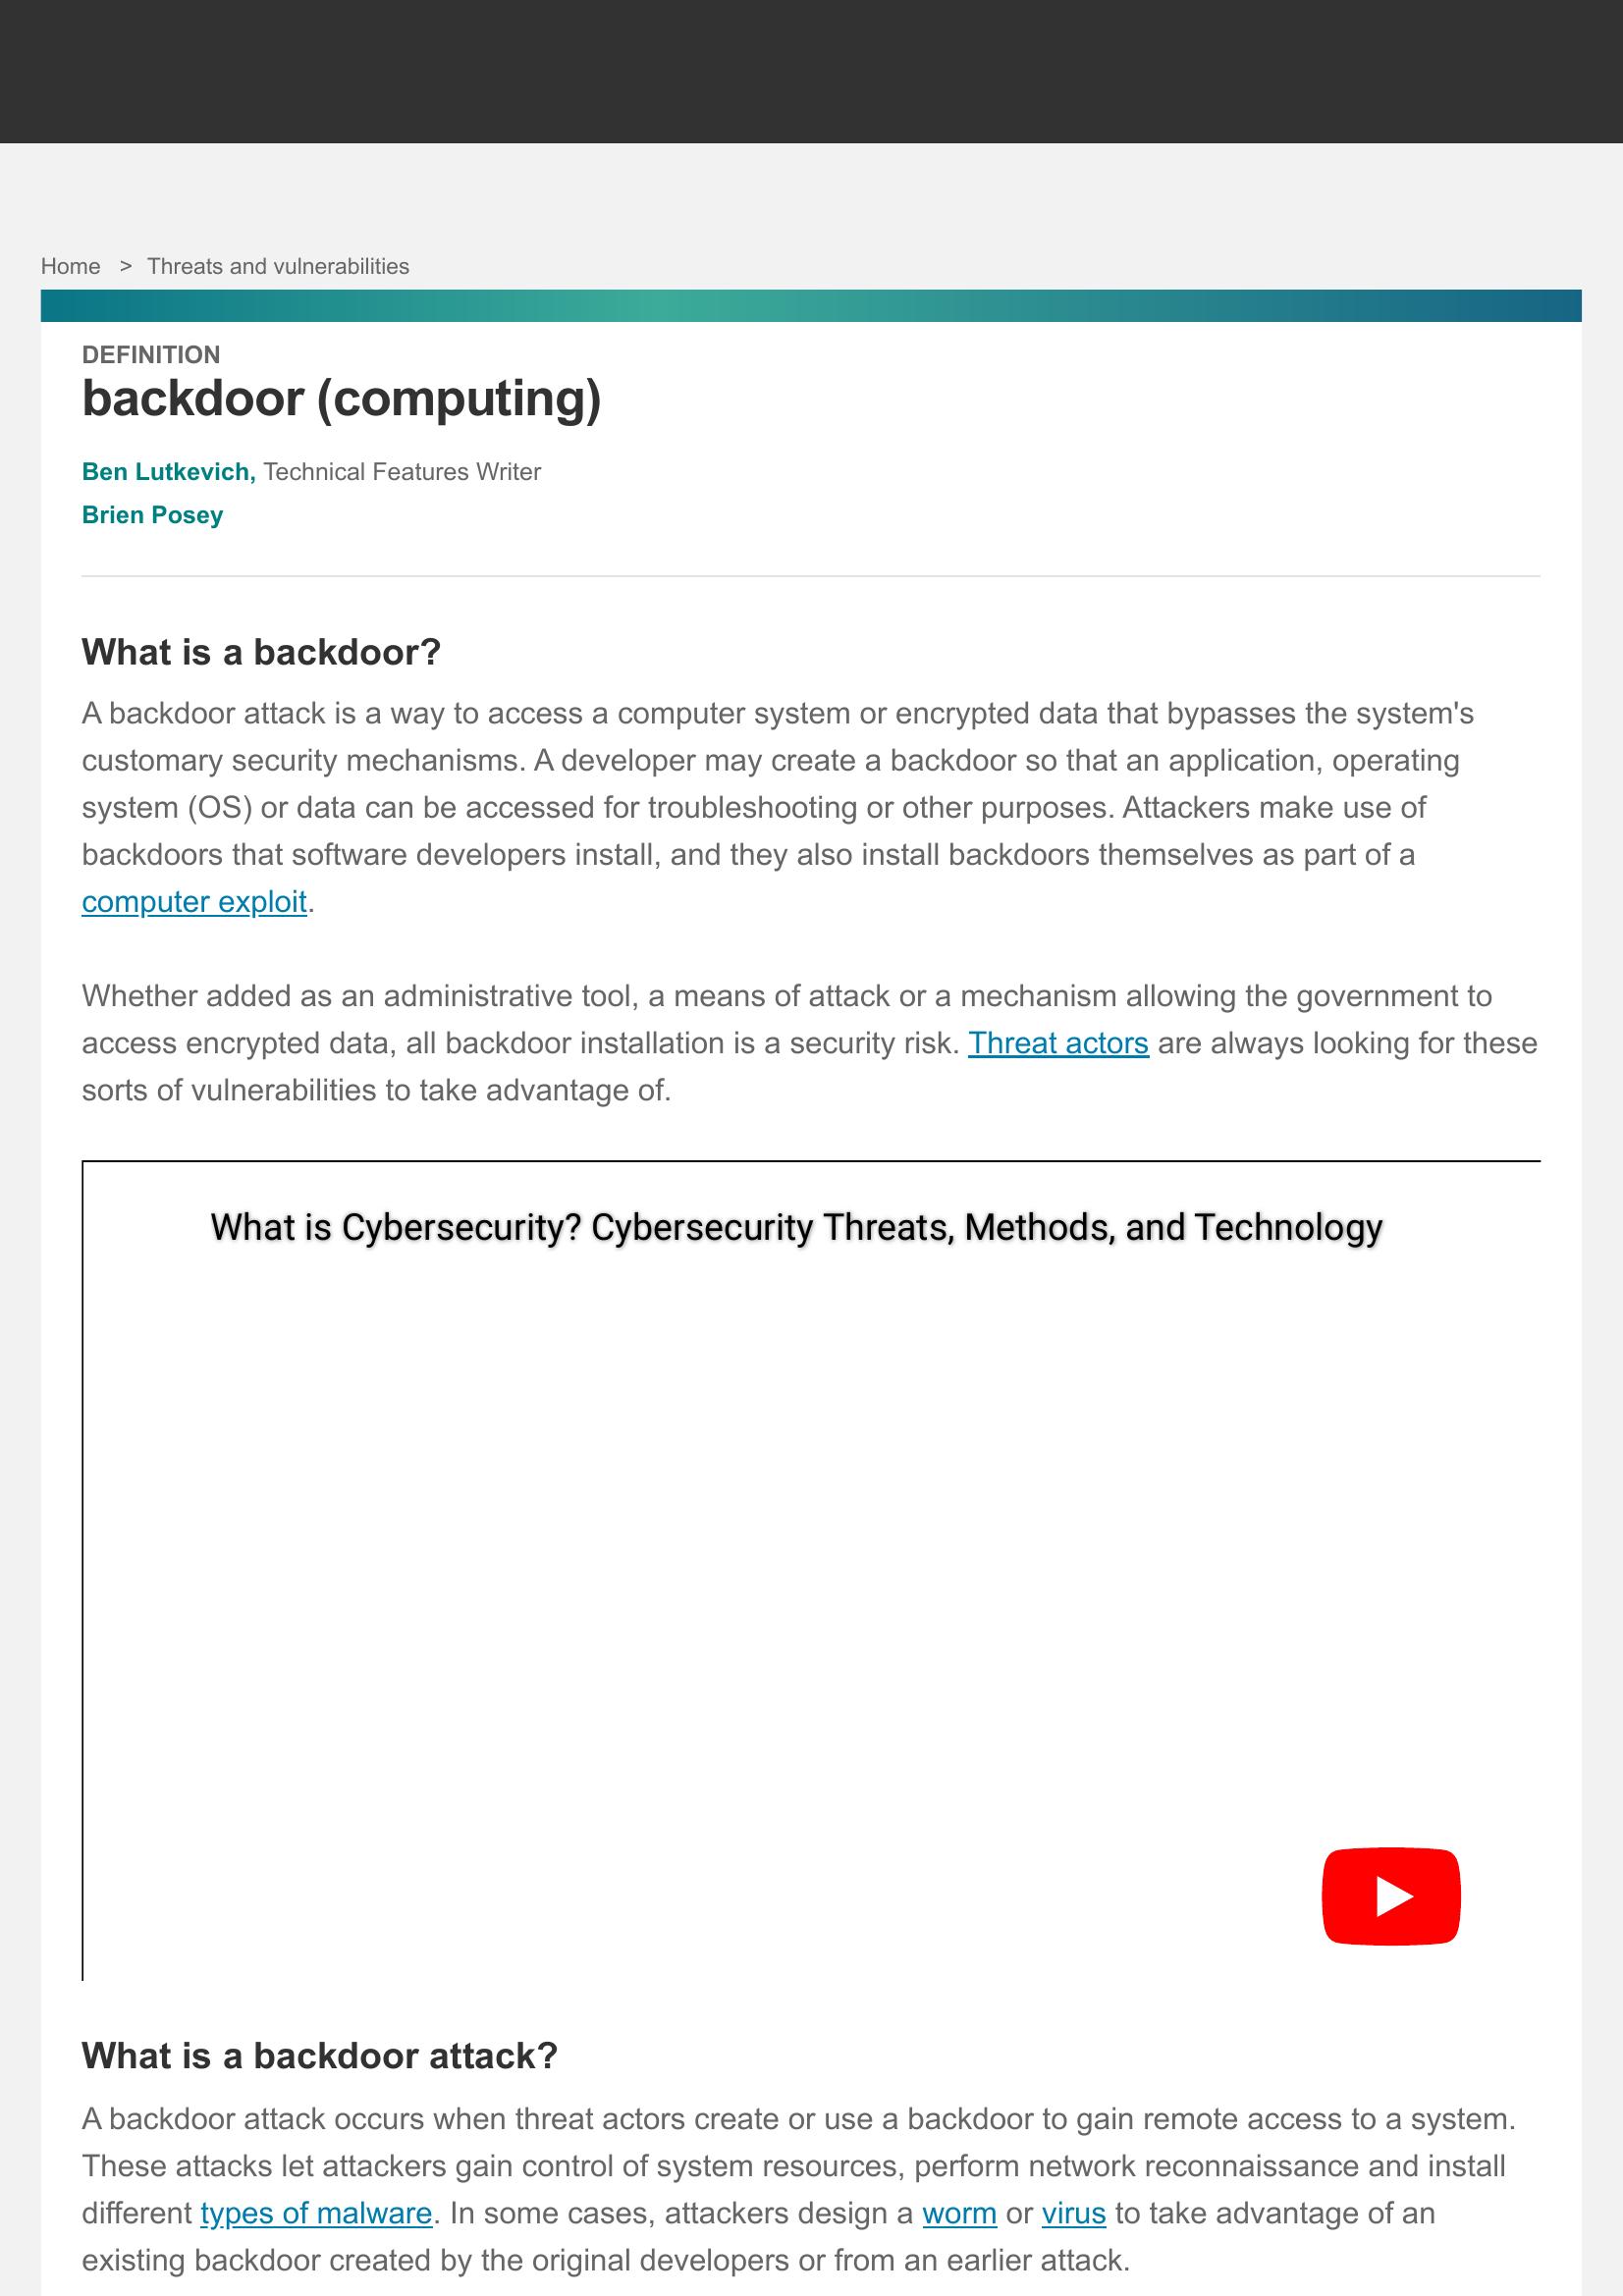 Home > Threats and vulnerabilities
DEFINITION
backdoor (computing)
Ben Lutkevich, Technical Features Writer
Brien Posey
What is a backdoor?
A backdoor attack is a way to access a computer system or encrypted data that bypasses the system's
customary security mechanisms. A developer may create a backdoor so that an application, operating
system (OS) or data can be accessed for troubleshooting or other purposes. Attackers make use of
backdoors that software developers install, and they also install backdoors themselves as part of a
computer exploit.
Whether added as an administrative tool, a means of attack or a mechanism allowing the government to
access encrypted data, all backdoor installation is a security risk. Threat actors are always looking for these
sorts of vulnerabilities to take advantage of.
What is Cybersecurity? Cybersecurity Threats, Methods, and Technology
What is a backdoor attack?
A backdoor attack occurs when threat actors create or use a backdoor to gain remote access to a system.
These attacks let attackers gain control of system resources, perform network reconnaissance and install
different types of malware. In some cases, attackers design a worm or virus to take advantage of an
existing backdoor created by the original developers or from an earlier attack.